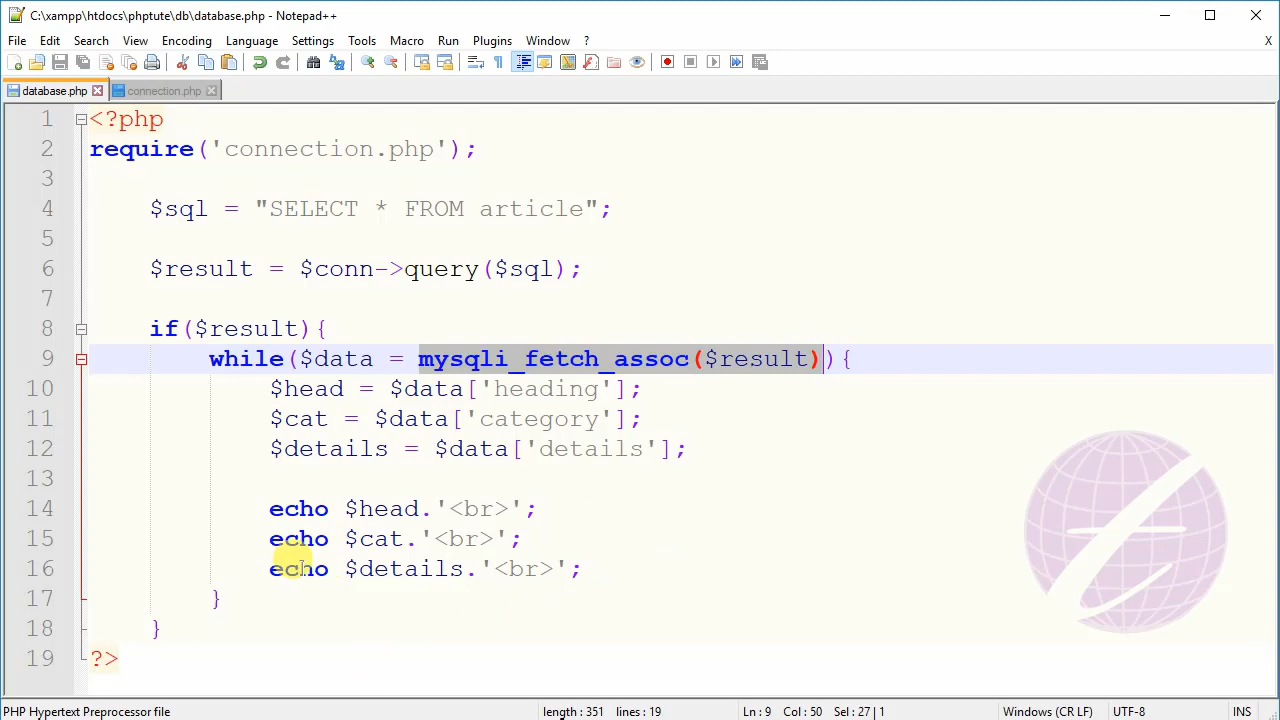 C:\xampp\htdocs\phptute\db\database.php - Notepad++
File Edit Search View Encoding Language Settings Tools Macro Run Plugins Window ? X
database.php connection.php
1 <?php
2 require('connection.php');
3
4 $sql = "SELECT * FROM article";
5
6 $result = $conn->query($sql);
7
8 if($result){
9 while($data = mysqli_fetch_assoc($result)){
10 $head = $data['heading'];
11 $cat = $data['category'];
12 $details = $data['details'];
13
14 echo $head.'<br>';
15 echo $cat.'<br>';
16 echo $details.'<br>';
17 }
18 }
19 ?>
PHP Hypertext Preprocessor file length : 351 lines : 19 Ln : 9 Col : 50 Sel : 27 | 1 Windows (CR LF) UTF-8 INS